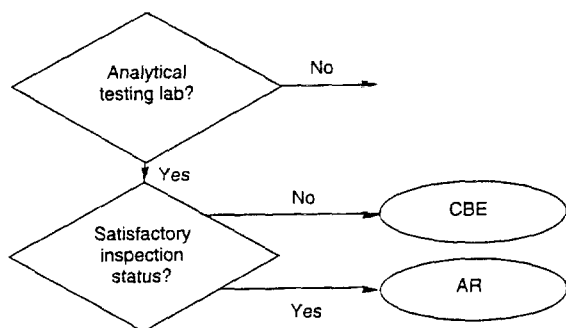 Analytical
testing lab?
No
Yes
Satisfactory
inspection
status?
No
CBE
Yes
AR